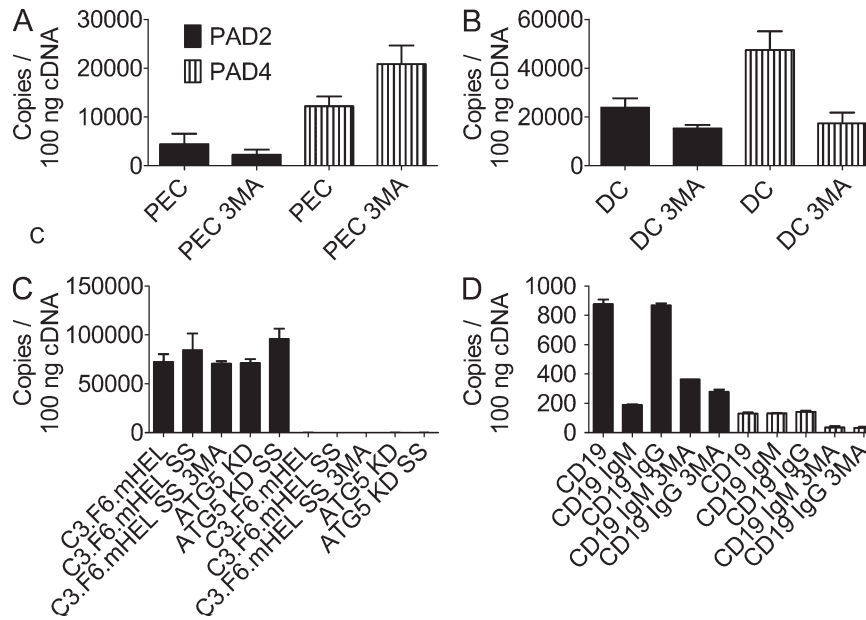 A
Copies /
100 ng cDNA
30000
20000
10000
0
PAD2
PAD4
PEC
PEC 3MA
PEC
PEC 3MA
B
Copies /
100 ng cDNA
60000
40000
20000
0
DC
DC 3MA
DC
DC 3MA
C
C
Copies /
100 ng cDNA
150000
100000
50000
0
C3.F6.mHEL
C3.F6.mHEL SS
C3.F6.mHEL SS 3MA
ATG5 KD
ATG5 KD SS
C3.F6.mHEL
C3.F6.mHEL SS
C3.F6.mHEL SS 3MA
ATG5 KD
ATG5 KD SS
D
Copies /
100 ng cDNA
1000
800
600
400
200
0
CD19
CD19 IgM
CD19 IgG
CD19 IgM 3MA
CD19 IgG 3MA
CD19
CD19 IgM
CD19 IgG
CD19 IgM 3MA
CD19 IgG 3MA